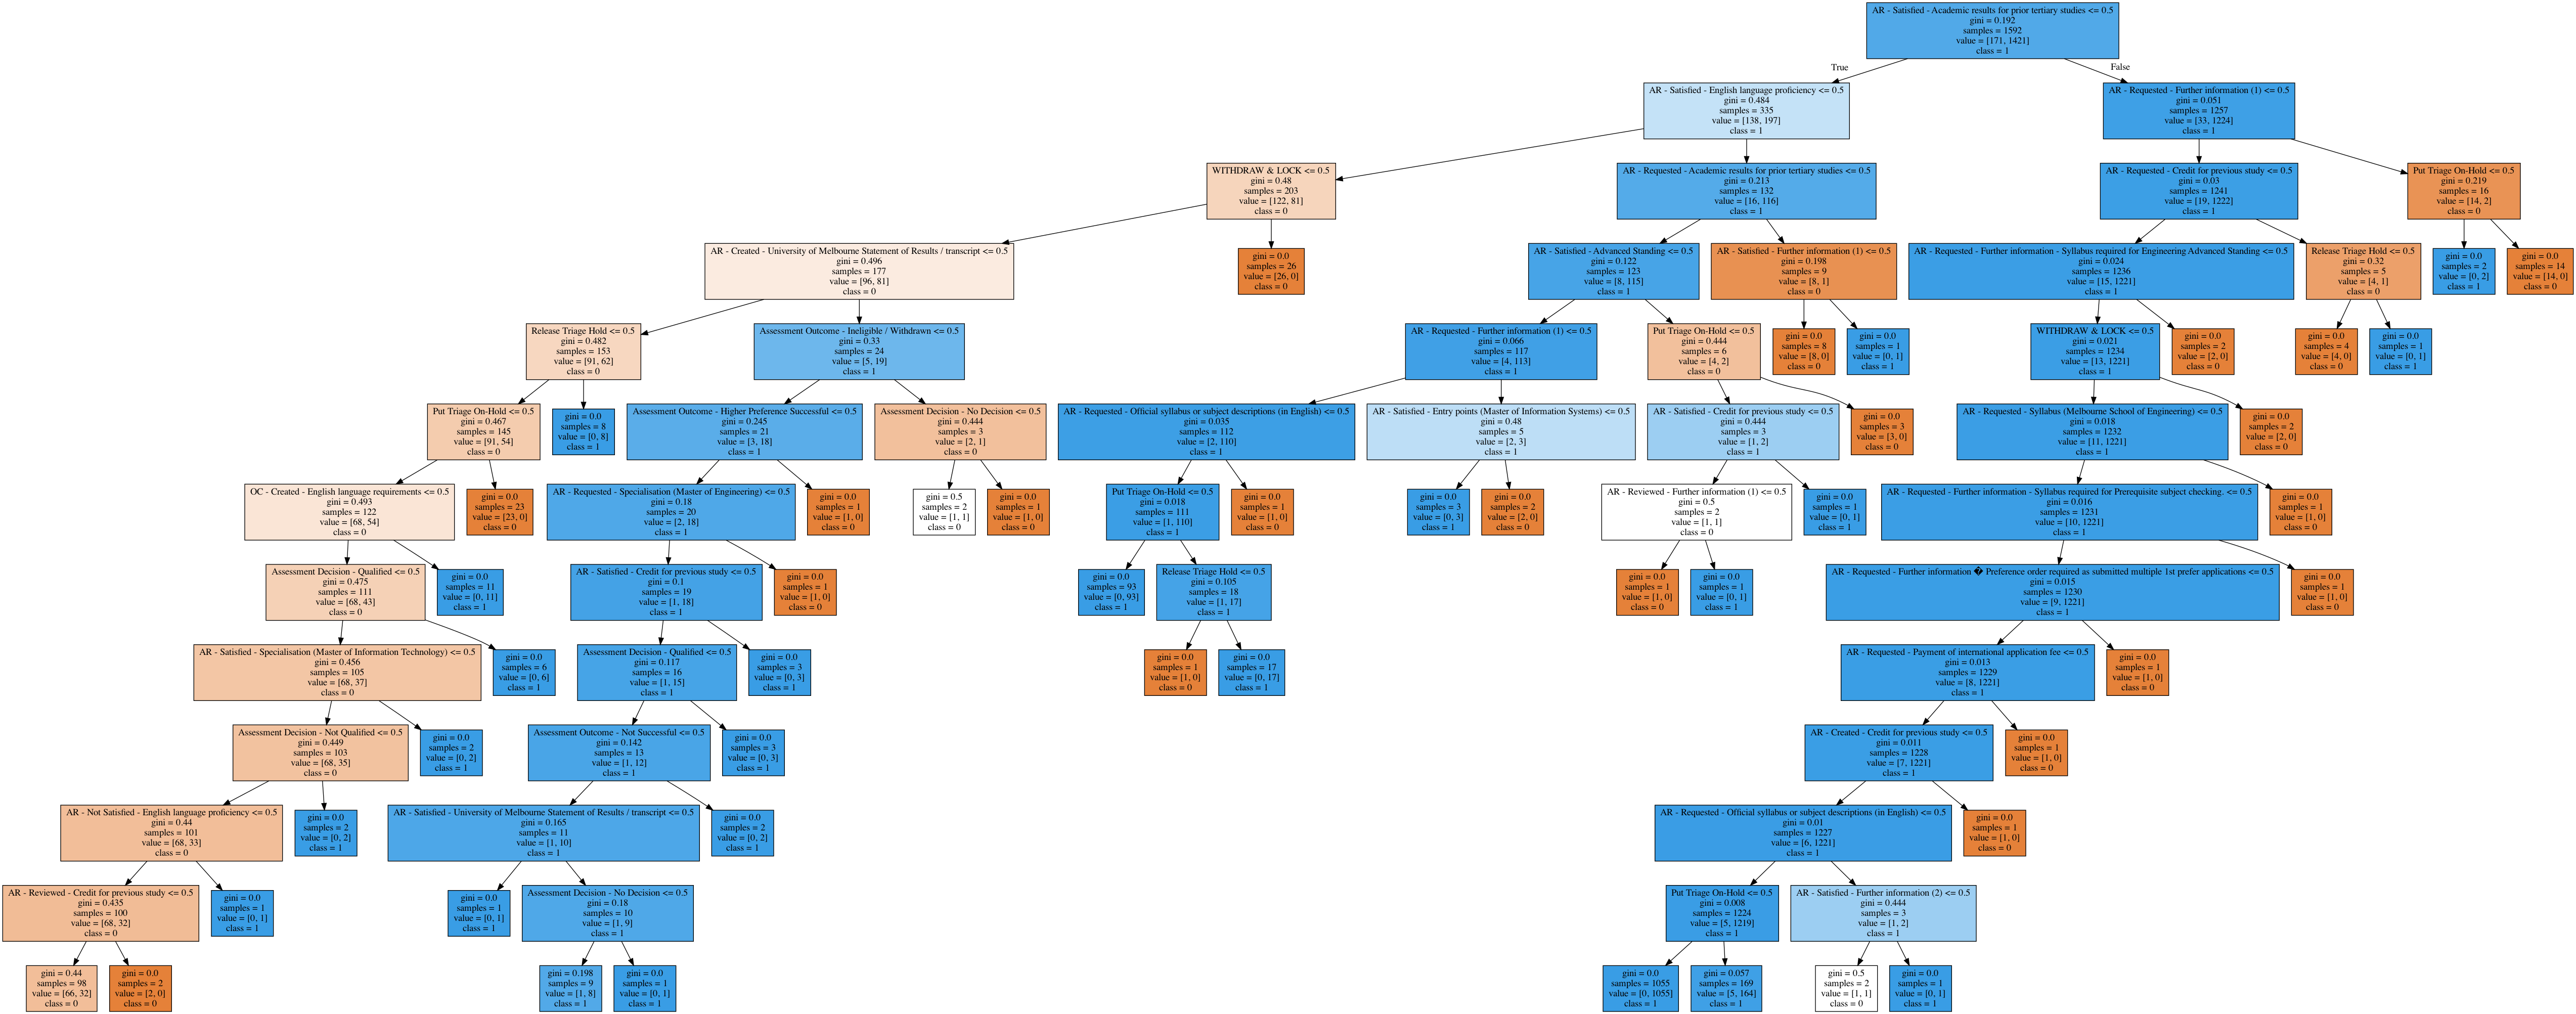 AR - Satisfied - Academic results for prior tertiary studies <= 0.5
gini = 0.192
samples = 1592
value = [171, 1421]
class = 1
True
False
AR - Satisfied - English language proficiency <= 0.5
gini = 0.484
samples = 335
value = [138, 197]
class = 1
AR - Requested - Further information (1) <= 0.5
gini = 0.051
samples = 1257
value = [33, 1224]
class = 1
WITHDRAW & LOCK <= 0.5
gini = 0.48
samples = 203
value = [122, 81]
class = 0
AR - Requested - Academic results for prior tertiary studies <= 0.5
gini = 0.213
samples = 132
value = [16, 116]
class = 1
AR - Requested - Credit for previous study <= 0.5
gini = 0.03
samples = 1241
value = [19, 1222]
class = 1
Put Triage On-Hold <= 0.5
gini = 0.219
samples = 16
value = [14, 2]
class = 0
AR - Created - University of Melbourne Statement of Results / transcript <= 0.5
gini = 0.496
samples = 177
value = [96, 81]
class = 0
gini = 0.0
samples = 26
value = [26, 0]
class = 0
AR - Satisfied - Advanced Standing <= 0.5
gini = 0.122
samples = 123
value = [8, 115]
class = 1
AR - Satisfied - Further information (1) <= 0.5
gini = 0.198
samples = 9
value = [8, 1]
class = 0
AR - Requested - Further information - Syllabus required for Engineering Advanced Standing <= 0.5
gini = 0.024
samples = 1236
value = [15, 1221]
class = 1
Release Triage Hold <= 0.5
gini = 0.32
samples = 5
value = [4, 1]
class = 0
gini = 0.0
samples = 2
value = [0, 2]
class = 1
gini = 0.0
samples = 14
value = [14, 0]
class = 0
Release Triage Hold <= 0.5
gini = 0.482
samples = 153
value = [91, 62]
class = 0
Assessment Outcome - Ineligible / Withdrawn <= 0.5
gini = 0.33
samples = 24
value = [5, 19]
class = 1
AR - Requested - Further information (1) <= 0.5
gini = 0.066
samples = 117
value = [4, 113]
class = 1
Put Triage On-Hold <= 0.5
gini = 0.444
samples = 6
value = [4, 2]
class = 0
gini = 0.0
samples = 8
value = [8, 0]
class = 0
gini = 0.0
samples = 1
value = [0, 1]
class = 1
WITHDRAW & LOCK <= 0.5
gini = 0.021
samples = 1234
value = [13, 1221]
class = 1
gini = 0.0
samples = 2
value = [2, 0]
class = 0
gini = 0.0
samples = 4
value = [4, 0]
class = 0
gini = 0.0
samples = 1
value = [0, 1]
class = 1
Put Triage On-Hold <= 0.5
gini = 0.467
samples = 145
value = [91, 54]
class = 0
gini = 0.0
samples = 8
value = [0, 8]
class = 1
Assessment Outcome - Higher Preference Successful <= 0.5
gini = 0.245
samples = 21
value = [3, 18]
class = 1
Assessment Decision - No Decision <= 0.5
gini = 0.444
samples = 3
value = [2, 1]
class = 0
AR - Requested - Official syllabus or subject descriptions (in English) <= 0.5
gini = 0.035
samples = 112
value = [2, 110]
class = 1
AR - Satisfied - Entry points (Master of Information Systems) <= 0.5
gini = 0.48
samples = 5
value = [2, 3]
class = 1
AR - Satisfied - Credit for previous study <= 0.5
gini = 0.444
samples = 3
value = [1, 2]
class = 1
gini = 0.0
samples = 3
value = [3, 0]
class = 0
AR - Requested - Syllabus (Melbourne School of Engineering) <= 0.5
gini = 0.018
samples = 1232
value = [11, 1221]
class = 1
gini = 0.0
samples = 2
value = [2, 0]
class = 0
OC - Created - English language requirements <= 0.5
gini = 0.493
samples = 122
value = [68, 54]
class = 0
gini = 0.0
samples = 23
value = [23, 0]
class = 0
AR - Requested - Specialisation (Master of Engineering) <= 0.5
gini = 0.18
samples = 20
value = [2, 18]
class = 1
gini = 0.0
samples = 1
value = [1, 0]
class = 0
gini = 0.5
samples = 2
value = [1, 1]
class = 0
gini = 0.0
samples = 1
value = [1, 0]
class = 0
Put Triage On-Hold <= 0.5
gini = 0.018
samples = 111
value = [1, 110]
class = 1
gini = 0.0
samples = 1
value = [1, 0]
class = 0
gini = 0.0
samples = 3
value = [0, 3]
class = 1
gini = 0.0
samples = 2
value = [2, 0]
class = 0
AR - Reviewed - Further information (1) <= 0.5
gini = 0.5
samples = 2
value = [1, 1]
class = 0
gini = 0.0
samples = 1
value = [0, 1]
class = 1
AR - Requested - Further information - Syllabus required for Prerequisite subject checking. <= 0.5
gini = 0.016
samples = 1231
value = [10, 1221]
class = 1
gini = 0.0
samples = 1
value = [1, 0]
class = 0
Assessment Decision - Qualified <= 0.5
gini = 0.475
samples = 111
value = [68, 43]
class = 0
gini = 0.0
samples = 11
value = [0, 11]
class = 1
AR - Satisfied - Credit for previous study <= 0.5
gini = 0.1
samples = 19
value = [1, 18]
class = 1
gini = 0.0
samples = 1
value = [1, 0]
class = 0
gini = 0.0
samples = 93
value = [0, 93]
class = 1
Release Triage Hold <= 0.5
gini = 0.105
samples = 18
value = [1, 17]
class = 1
gini = 0.0
samples = 1
value = [1, 0]
class = 0
gini = 0.0
samples = 1
value = [0, 1]
class = 1
AR - Requested - Further information � Preference order required as submitted multiple 1st prefer applications <= 0.5
gini = 0.015
samples = 1230
value = [9, 1221]
class = 1
gini = 0.0
samples = 1
value = [1, 0]
class = 0
AR - Satisfied - Specialisation (Master of Information Technology) <= 0.5
gini = 0.456
samples = 105
value = [68, 37]
class = 0
gini = 0.0
samples = 6
value = [0, 6]
class = 1
Assessment Decision - Qualified <= 0.5
gini = 0.117
samples = 16
value = [1, 15]
class = 1
gini = 0.0
samples = 3
value = [0, 3]
class = 1
gini = 0.0
samples = 1
value = [1, 0]
class = 0
gini = 0.0
samples = 17
value = [0, 17]
class = 1
AR - Requested - Payment of international application fee <= 0.5
gini = 0.013
samples = 1229
value = [8, 1221]
class = 1
gini = 0.0
samples = 1
value = [1, 0]
class = 0
Assessment Decision - Not Qualified <= 0.5
gini = 0.449
samples = 103
value = [68, 35]
class = 0
gini = 0.0
samples = 2
value = [0, 2]
class = 1
Assessment Outcome - Not Successful <= 0.5
gini = 0.142
samples = 13
value = [1, 12]
class = 1
gini = 0.0
samples = 3
value = [0, 3]
class = 1
AR - Created - Credit for previous study <= 0.5
gini = 0.011
samples = 1228
value = [7, 1221]
class = 1
gini = 0.0
samples = 1
value = [1, 0]
class = 0
AR - Not Satisfied - English language proficiency <= 0.5
gini = 0.44
samples = 101
value = [68, 33]
class = 0
gini = 0.0
samples = 2
value = [0, 2]
class = 1
AR - Satisfied - University of Melbourne Statement of Results / transcript <= 0.5
gini = 0.165
samples = 11
value = [1, 10]
class = 1
gini = 0.0
samples = 2
value = [0, 2]
class = 1
AR - Requested - Official syllabus or subject descriptions (in English) <= 0.5
gini = 0.01
samples = 1227
value = [6, 1221]
class = 1
gini = 0.0
samples = 1
value = [1, 0]
class = 0
AR - Reviewed - Credit for previous study <= 0.5
gini = 0.435
samples = 100
value = [68, 32]
class = 0
gini = 0.0
samples = 1
value = [0, 1]
class = 1
gini = 0.0
samples = 1
value = [0, 1]
class = 1
Assessment Decision - No Decision <= 0.5
gini = 0.18
samples = 10
value = [1, 9]
class = 1
Put Triage On-Hold <= 0.5
gini = 0.008
samples = 1224
value = [5, 1219]
class = 1
AR - Satisfied - Further information (2) <= 0.5
gini = 0.444
samples = 3
value = [1, 2]
class = 1
gini = 0.44
samples = 98
value = [66, 32]
class = 0
gini = 0.0
samples = 2
value = [2, 0]
class = 0
gini = 0.198
samples = 9
value = [1, 8]
class = 1
gini = 0.0
samples = 1
value = [0, 1]
class = 1
gini = 0.0
samples = 1055
value = [0, 1055]
class = 1
gini = 0.057
samples = 169
value = [5, 164]
class = 1
gini = 0.5
samples = 2
value = [1, 1]
class = 0
gini = 0.0
samples = 1
value = [0, 1]
class = 1